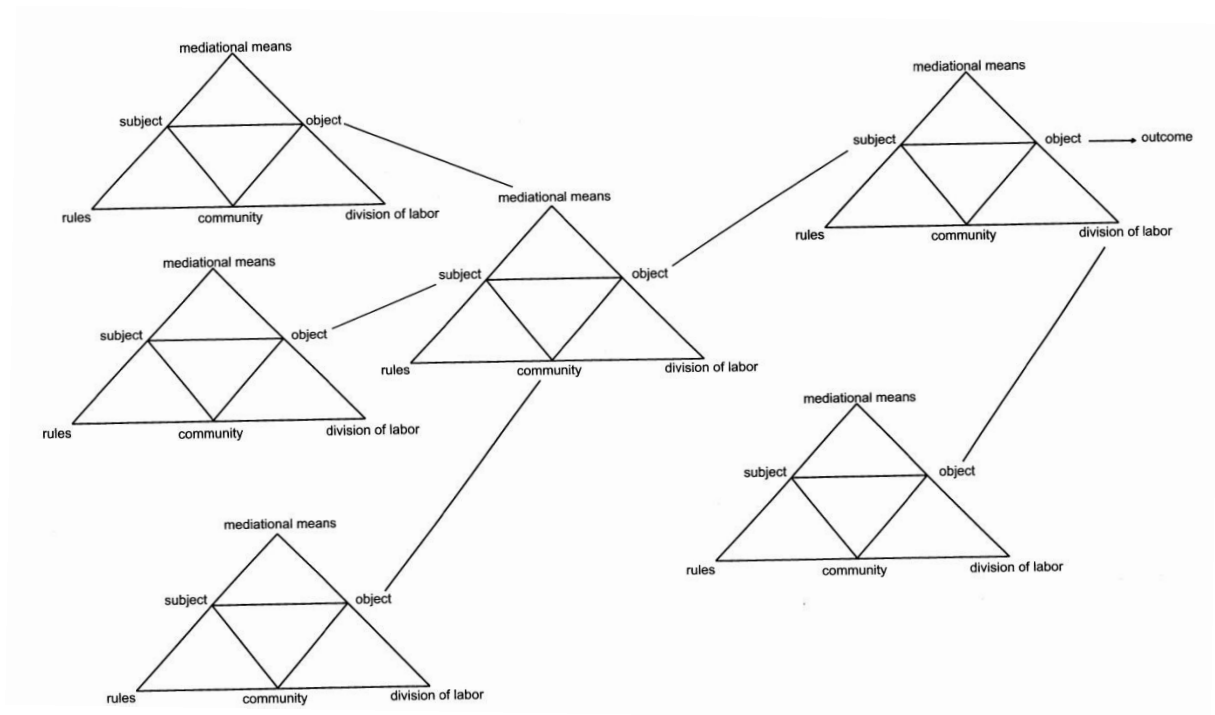 mediational means
subject
object
rules
community
division of labor
mediational means
subject
object
rules
community
division of labor
mediational means
subject
object
rules
community
division of labor
mediational means
subject
object
rules
community
division of labor
mediational means
subject
object
outcome
rules
community
division of labor
mediational means
subject
object
rules
community
division of labor